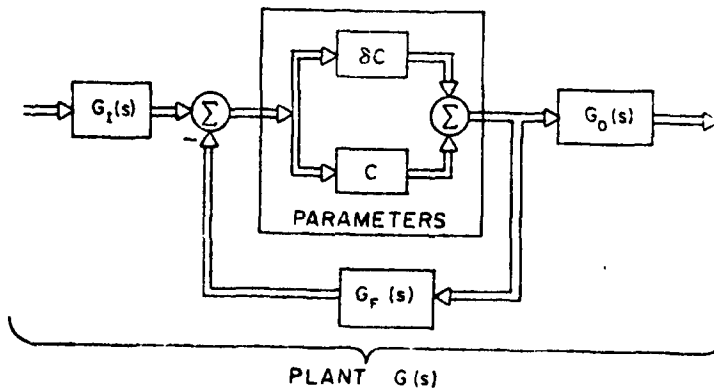 δC
G_I(s)
Σ
Σ
G_O(s)
−
C
PARAMETERS
G_F(s)
PLANT G(s)